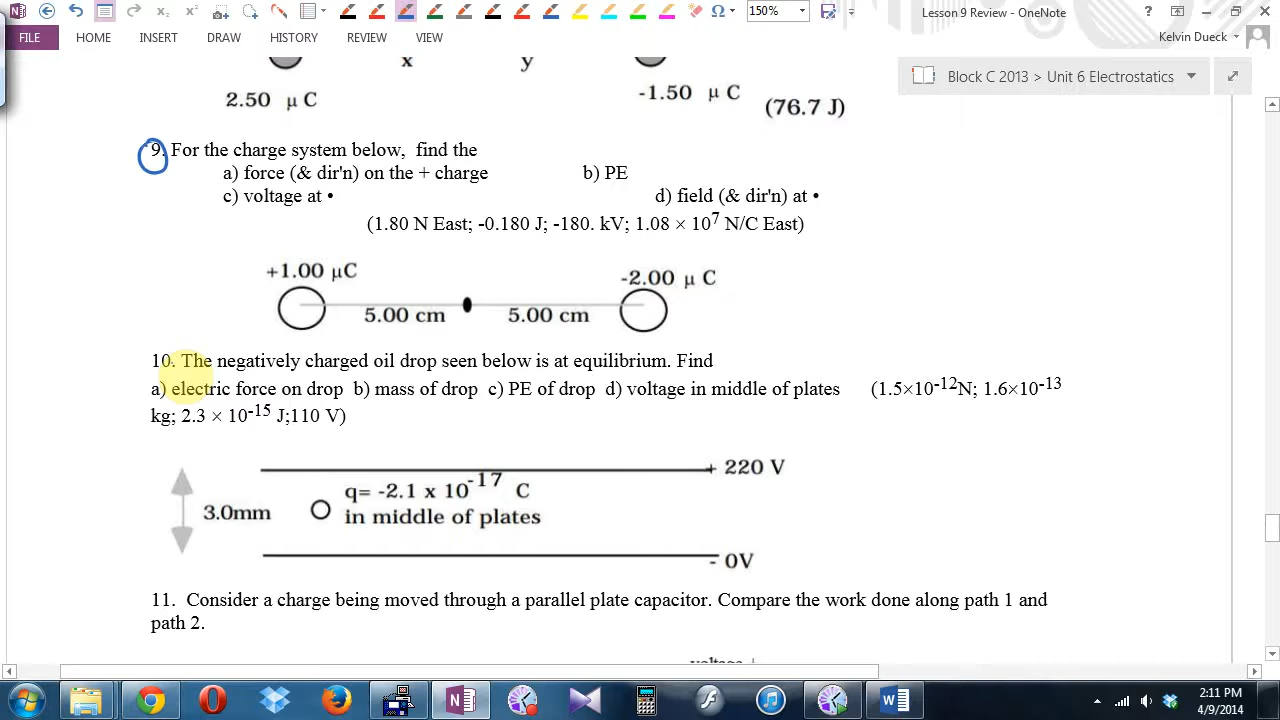 150%
Lesson 9 Review - OneNote
FILE HOME INSERT DRAW HISTORY REVIEW VIEW
Kelvin Dueck
Block C 2013 > Unit 6 Electrostatics
x y
2.50 μ C
-1.50 μ C
(76.7 J)
9. For the charge system below, find the
a) force (& dir'n) on the + charge b) PE
c) voltage at • d) field (& dir'n) at •
(1.80 N East; -0.180 J; -180. kV; 1.08 × 10⁷ N/C East)
+1.00 μC
-2.00 μ C
5.00 cm 5.00 cm
10. The negatively charged oil drop seen below is at equilibrium. Find
a) electric force on drop b) mass of drop c) PE of drop d) voltage in middle of plates (1.5×10⁻¹²N; 1.6×10⁻¹³
kg; 2.3 × 10⁻¹⁵ J;110 V)
+ 220 V
q= -2.1 x 10⁻¹⁷ C
3.0mm
in middle of plates
- 0V
11. Consider a charge being moved through a parallel plate capacitor. Compare the work done along path 1 and
path 2.
voltage +
2:11 PM
4/9/2014